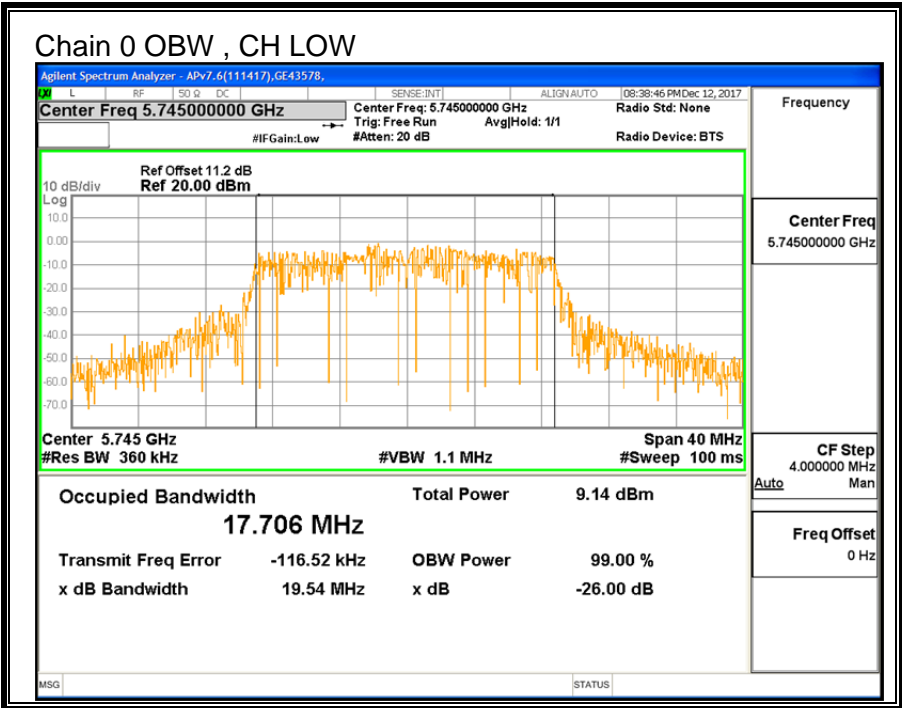 Chain 0 OBW , CH LOW
Agilent Spectrum Analyzer - APv7.6(111417),GE43578,
LXI L RF 50 Ω DC SENSE:INT ALIGN AUTO 08:38:46 PM Dec 12, 2017
Center Freq 5.745000000 GHz
Center Freq: 5.745000000 GHz Radio Std: None
Trig: Free Run Avg|Hold: 1/1
#IFGain:Low #Atten: 20 dB Radio Device: BTS
Frequency
Ref Offset 11.2 dB
10 dB/div Ref 20.00 dBm
Log
10.0
0.00
-10.0
-20.0
-30.0
-40.0
-50.0
-60.0
-70.0
Center 5.745 GHz Span 40 MHz
#Res BW 360 kHz #VBW 1.1 MHz #Sweep 100 ms
Center Freq
5.745000000 GHz
CF Step
4.000000 MHz
Auto Man
Freq Offset
0 Hz
Occupied Bandwidth Total Power 9.14 dBm
17.706 MHz
Transmit Freq Error -116.52 kHz OBW Power 99.00 %
x dB Bandwidth 19.54 MHz x dB -26.00 dB
MSG STATUS